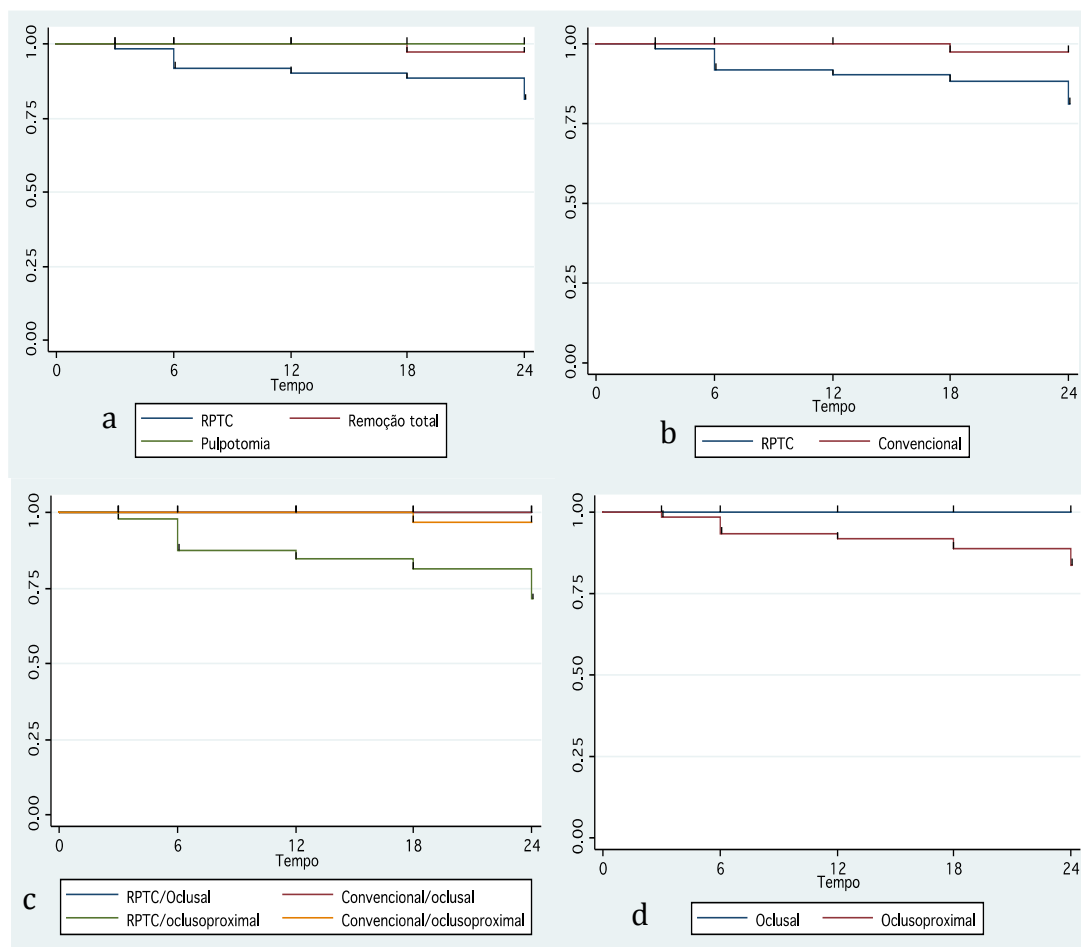 1.00
0.75
0.50
0.25
0.00
0 6 12 18 24
Tempo
a
RPTC Remoção total
Pulpotomia
1.00
0.75
0.50
0.25
0.00
0 6 12 18 24
Tempo
b
RPTC Convencional
1.00
0.75
0.50
0.25
0.00
0 6 12 18 24
Tempo
c
RPTC/Oclusal Convencional/oclusal
RPTC/oclusoproximal Convencional/oclusoproximal
1.00
0.75
0.50
0.25
0.00
0 6 12 18 24
Tempo
d
Oclusal Oclusoproximal